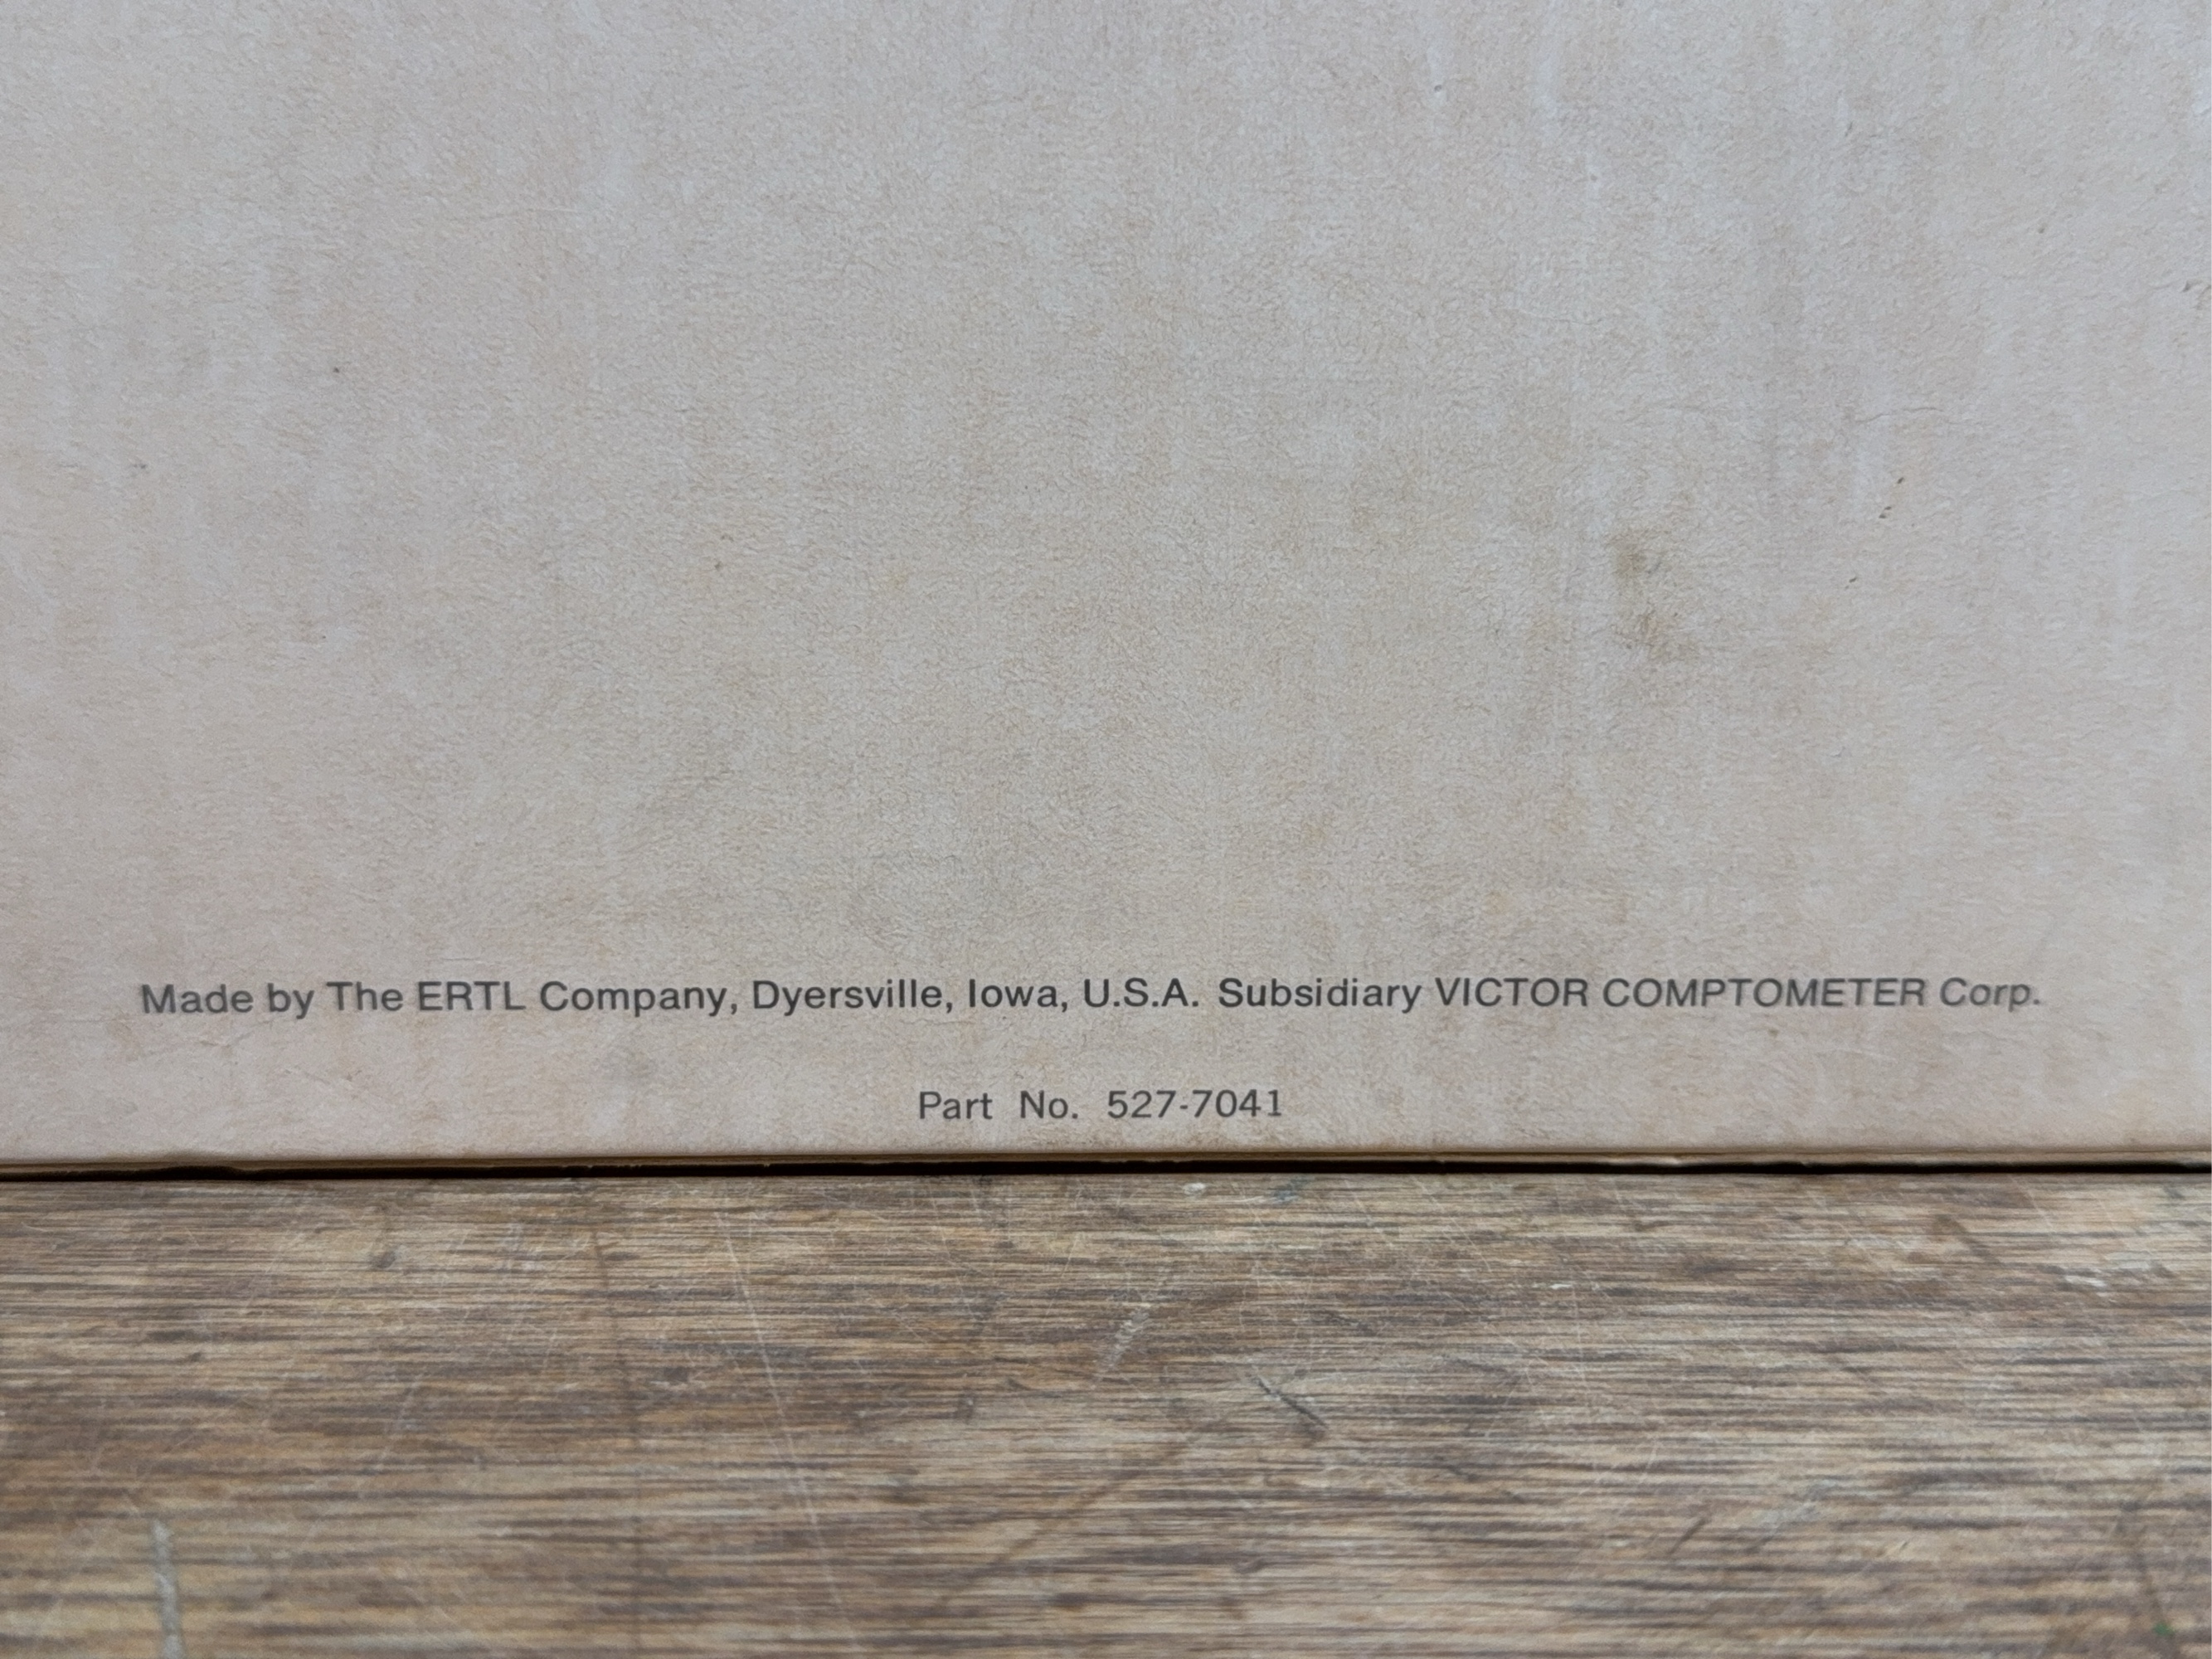 Made by The ERTL Company, Dyersville, Iowa, U.S.A. Subsidiary VICTOR COMPTOMETER Corp.
Part No. 527-7041